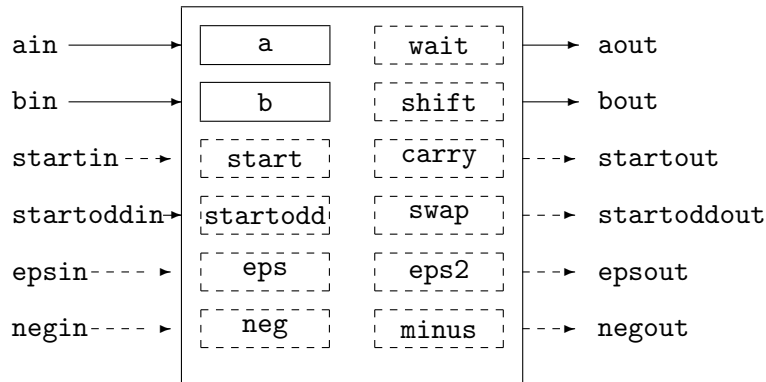 ain a wait aout
bin b shift bout
startin start carry startout
startoddin startodd swap startoddout
epsin eps eps2 epsout
negin neg minus negout